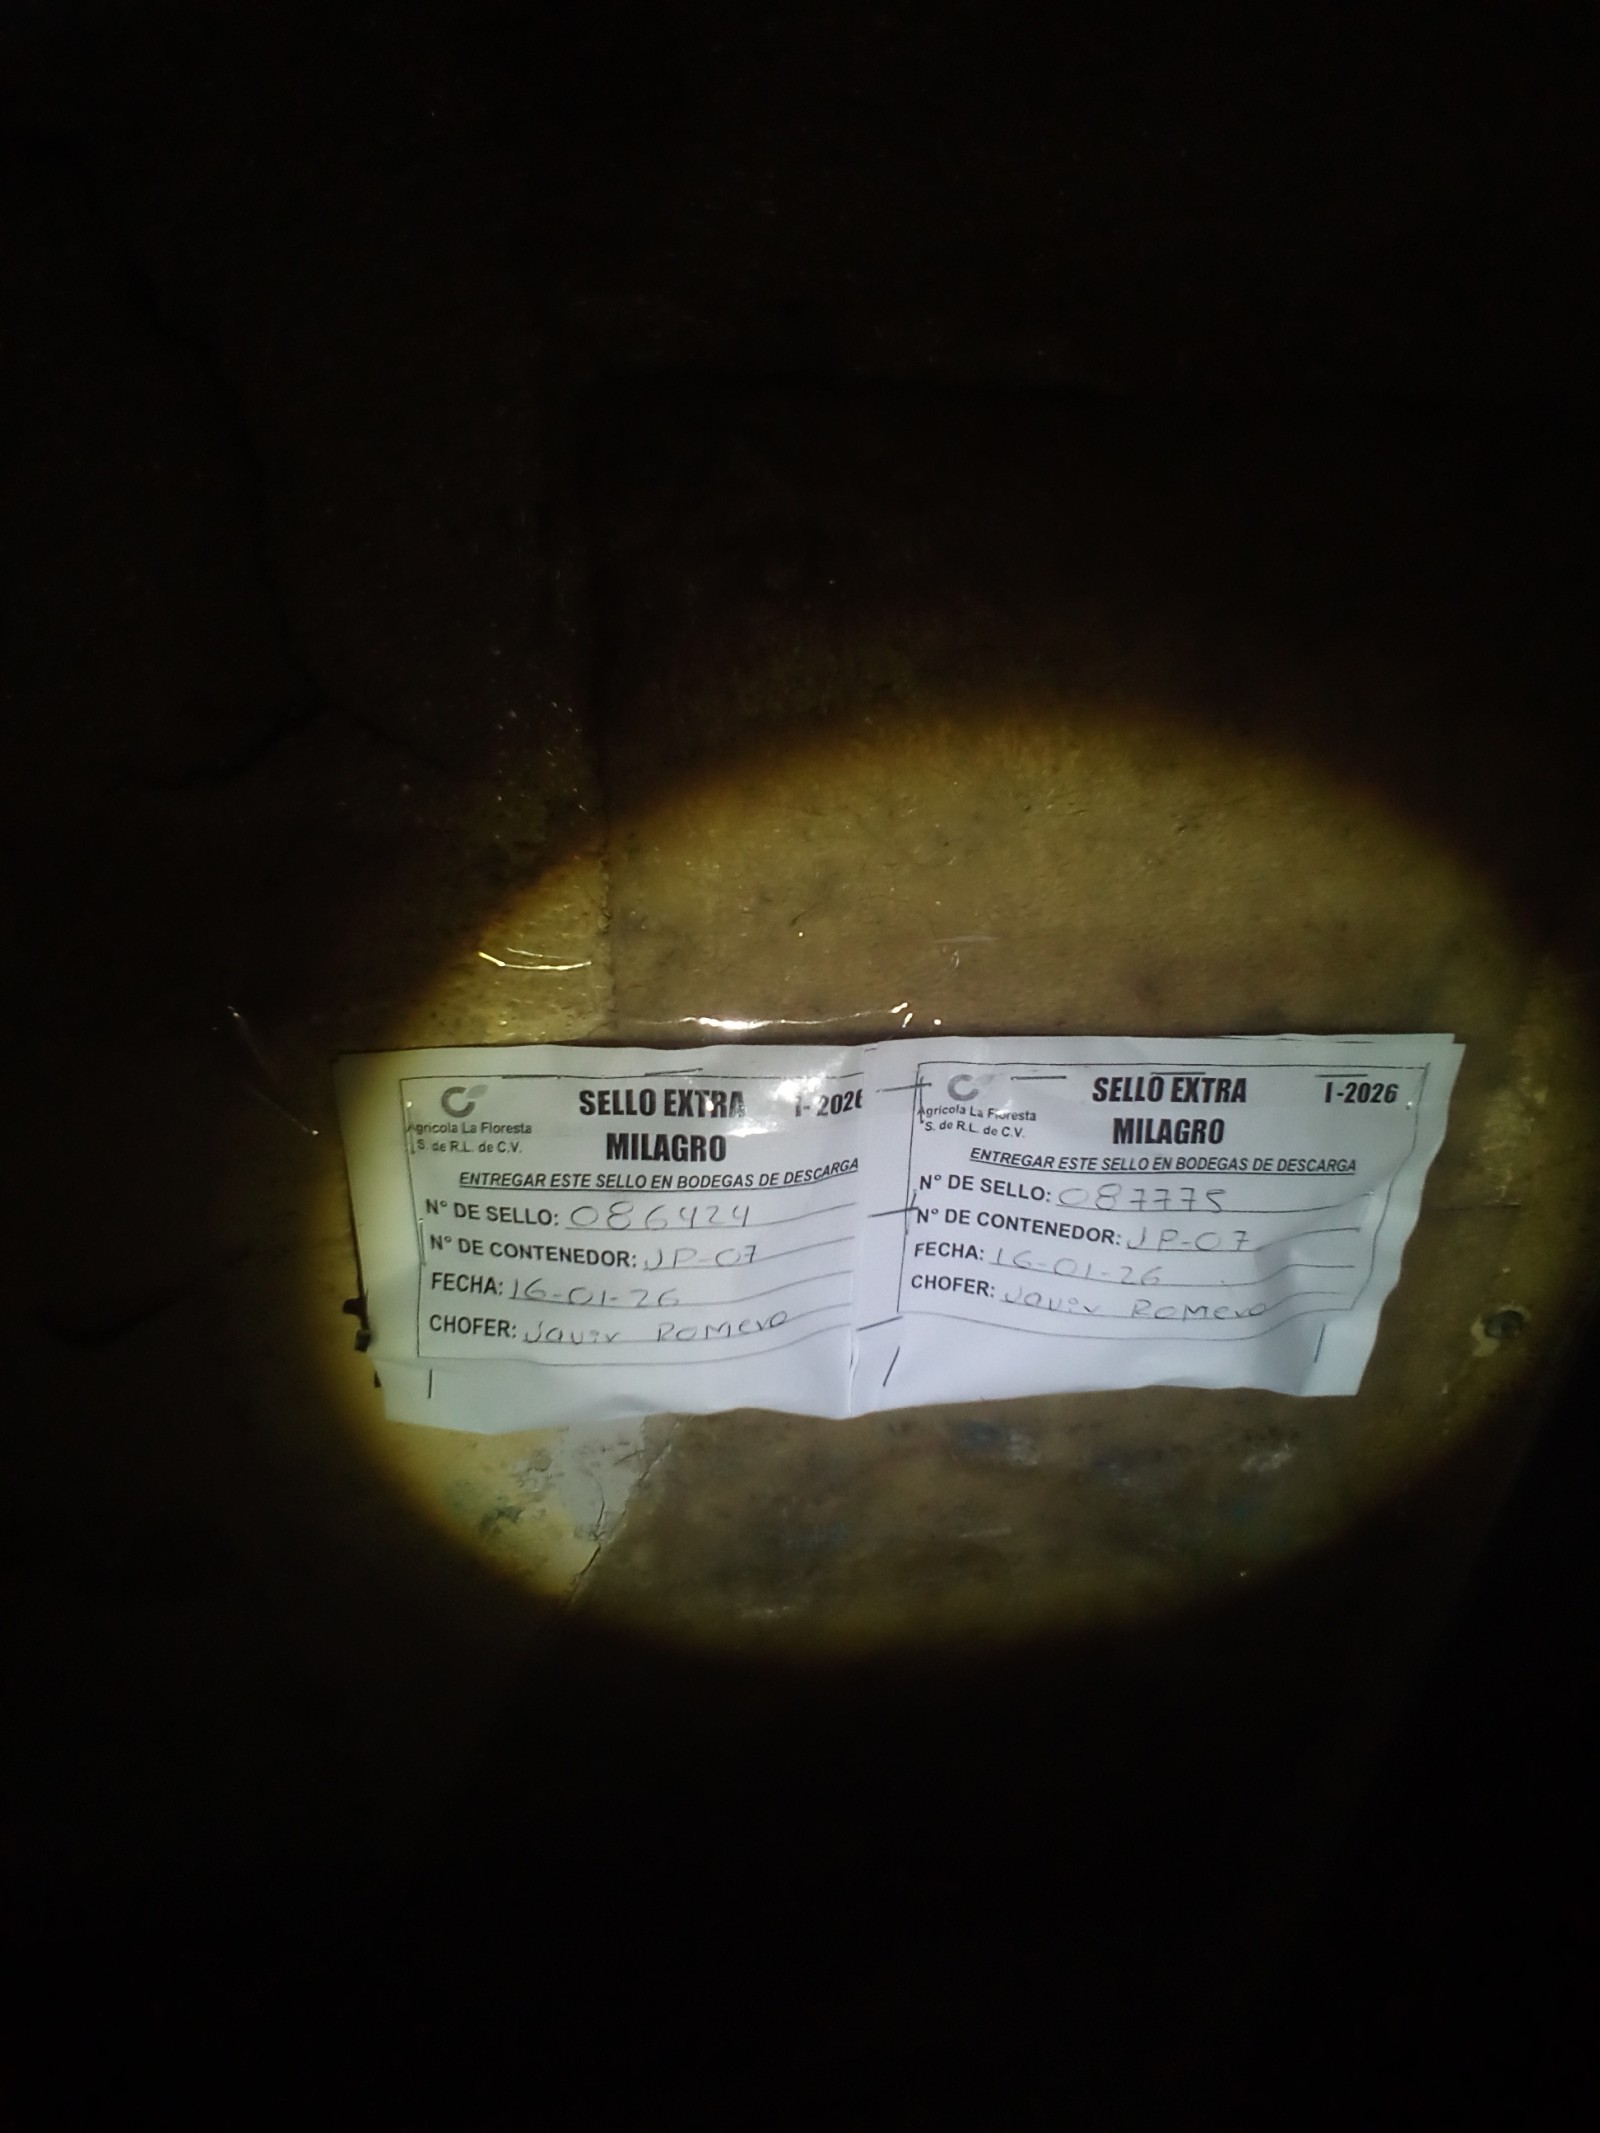 Agrícola La Floresta
S. de R.L. de C.V.
SELLO EXTRA
I-2026
MILAGRO
ENTREGAR ESTE SELLO EN BODEGAS DE DESCARGA
N° DE SELLO: 086424
N° DE CONTENEDOR: JP-07
FECHA: 16-01-26
CHOFER: Javier Romero
Agrícola La Floresta
S. de R.L. de C.V.
SELLO EXTRA
I-2026
MILAGRO
ENTREGAR ESTE SELLO EN BODEGAS DE DESCARGA
N° DE SELLO: 087775
N° DE CONTENEDOR: JP-07
FECHA: 16-01-26
CHOFER: Javier Romero